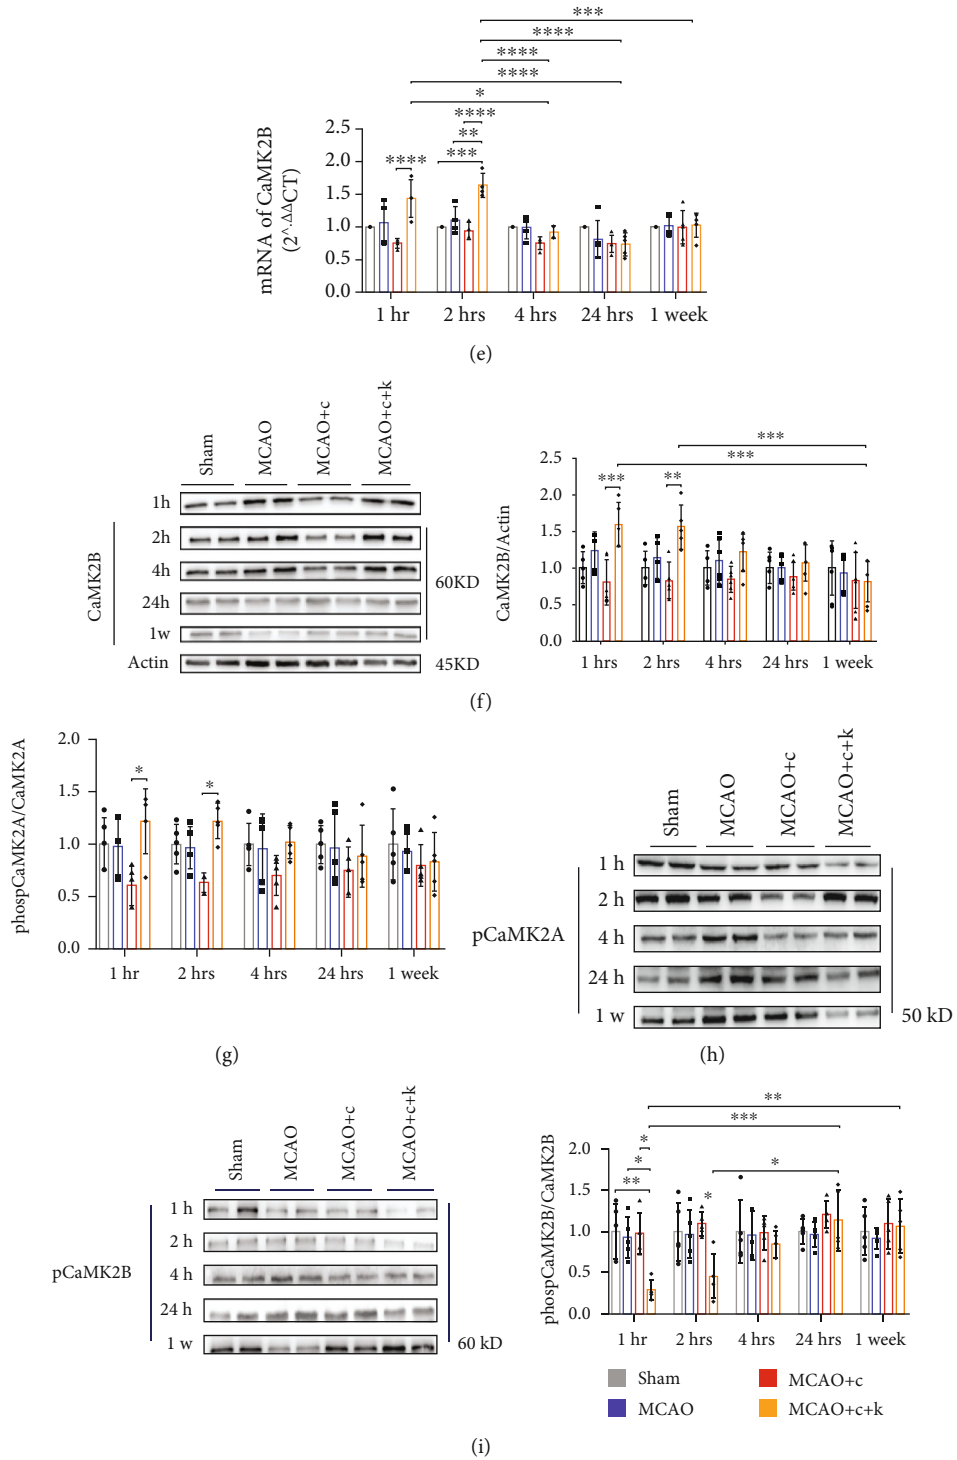 ***
****
****
****
*
****
**
***
****
mRNA of CaMK2B
(2^-ΔΔCT)
2.5
2.0
1.5
1.0
0.5
0.0
1 hr 2 hrs 4 hrs 24 hrs 1 week
(e)
Sham MCAO MCAO+c MCAO+c+k
CaMK2B
1h
2h
4h
24h
1w
Actin
60KD
45KD
***
***
*** **
CaMK2B/Actin
2.5
2.0
1.5
1.0
0.5
0.0
1 hrs 2 hrs 4 hrs 24 hrs 1 week
(f)
phospCaMK2A/CaMK2A
2.0
1.5
1.0
0.5
0.0
* *
1 hr 2 hrs 4 hrs 24 hrs 1 week
(g)
Sham MCAO MCAO+c MCAO+c+k
pCaMK2A
1 h
2 h
4 h
24 h
1 w
50 kD
(h)
Sham MCAO MCAO+c MCAO+c+k
pCaMK2B
1 h
2 h
4 h
24 h
1 w
60 kD
**
***
*
*
*
**
*
phospCaMK2B/CaMK2B
2.0
1.5
1.0
0.5
0.0
1 hr 2 hrs 4 hrs 24 hrs 1 week
Sham MCAO+c
MCAO MCAO+c+k
(i)